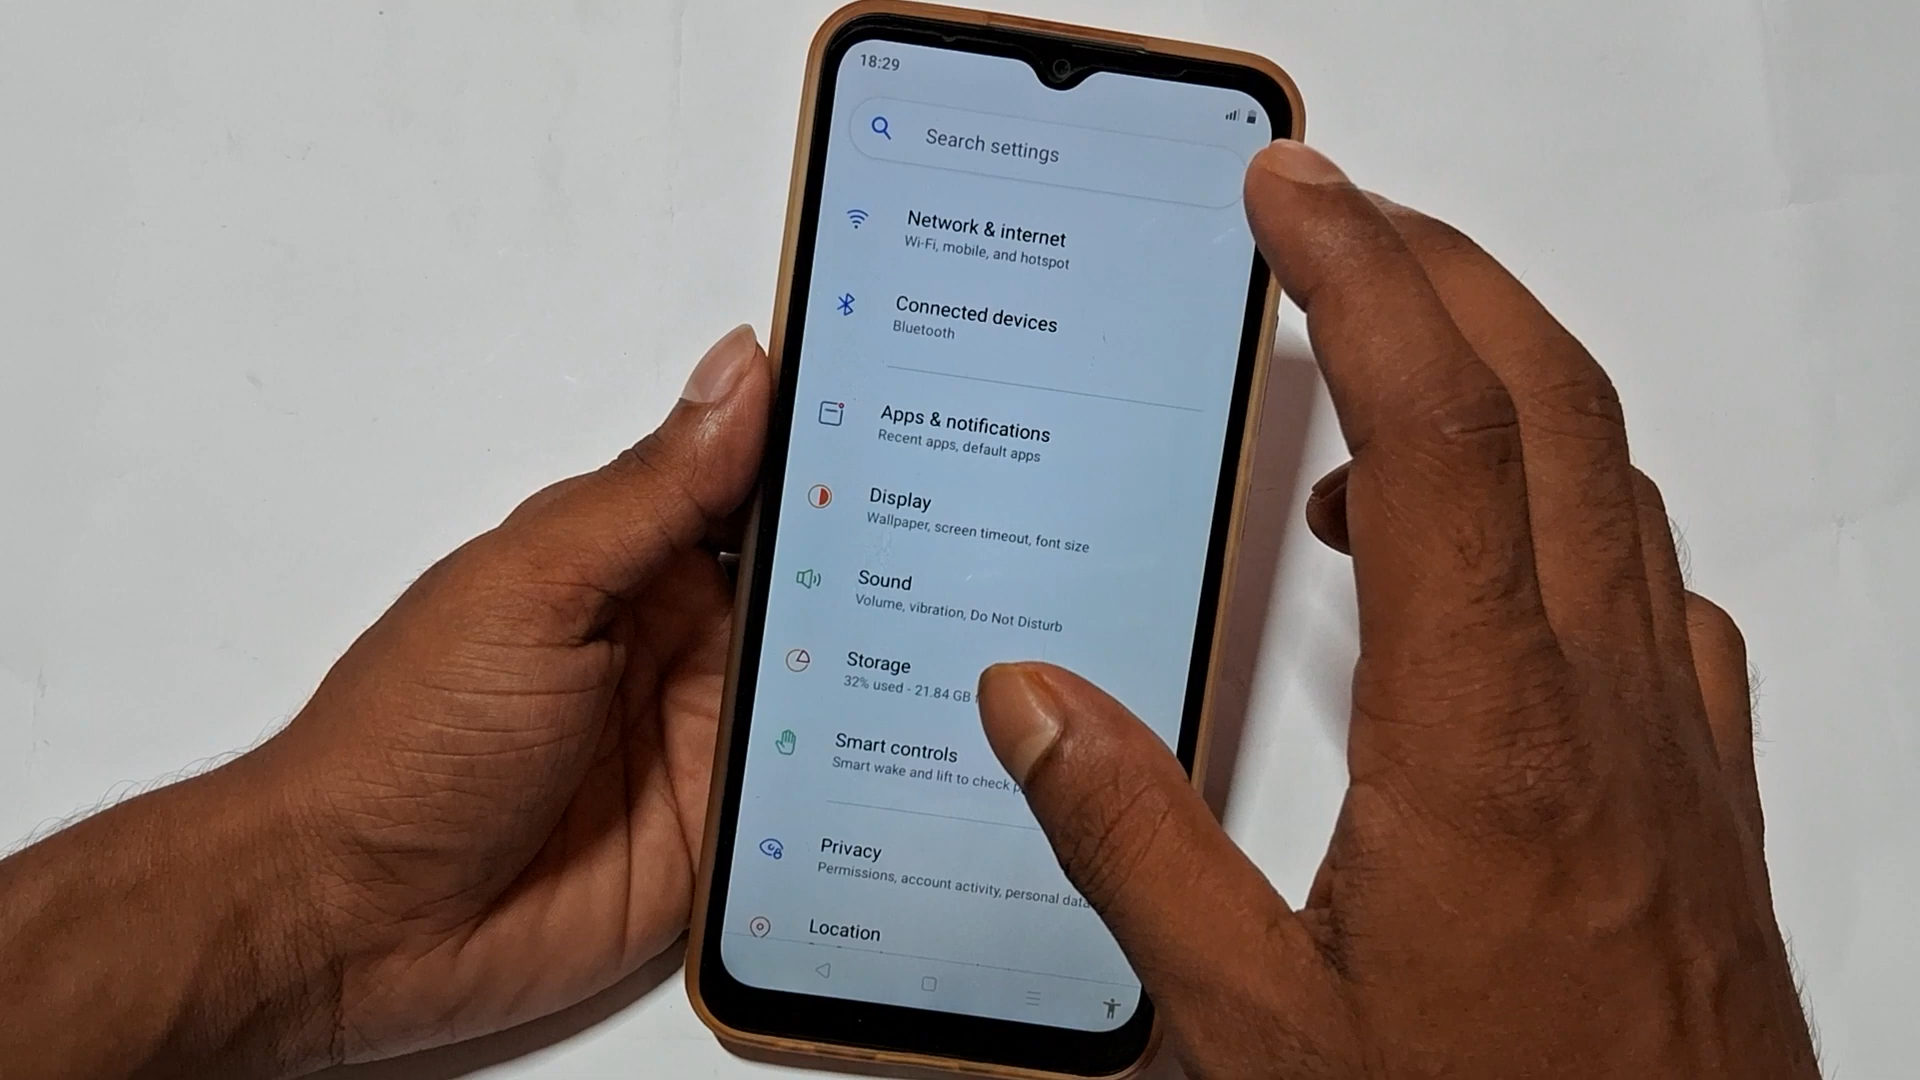 18:29
Search settings
Network & internet
Wi-Fi, mobile, and hotspot
Connected devices
Bluetooth
Apps & notifications
Recent apps, default apps
Display
Wallpaper, screen timeout, font size
Sound
Volume, vibration, Do Not Disturb
Storage
32% used - 21.84 GB
Smart controls
Smart wake and lift to check
Privacy
Permissions, account activity, personal data
Location